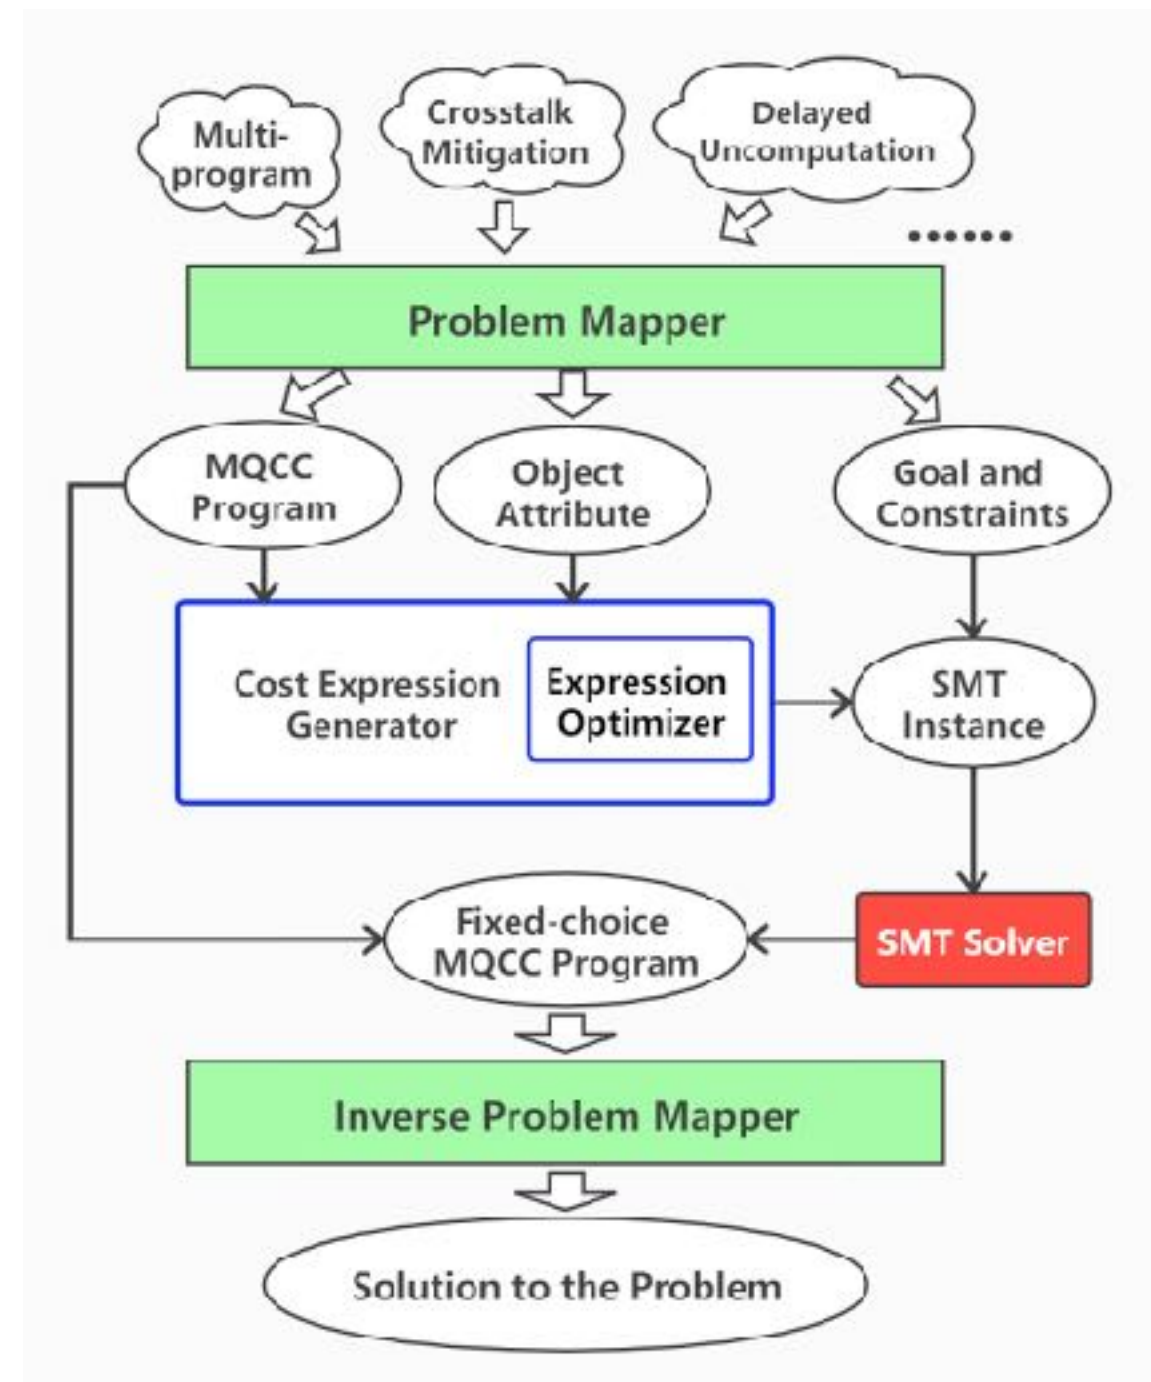 Multi-
program
Crosstalk
Mitigation
Delayed
Uncomputation
......
Problem Mapper
MQCC
Program
Object
Attribute
Goal and
Constraints
Cost Expression
Generator
Expression
Optimizer
SMT
Instance
Fixed-choice
MQCC Program
SMT Solver
Inverse Problem Mapper
Solution to the Problem